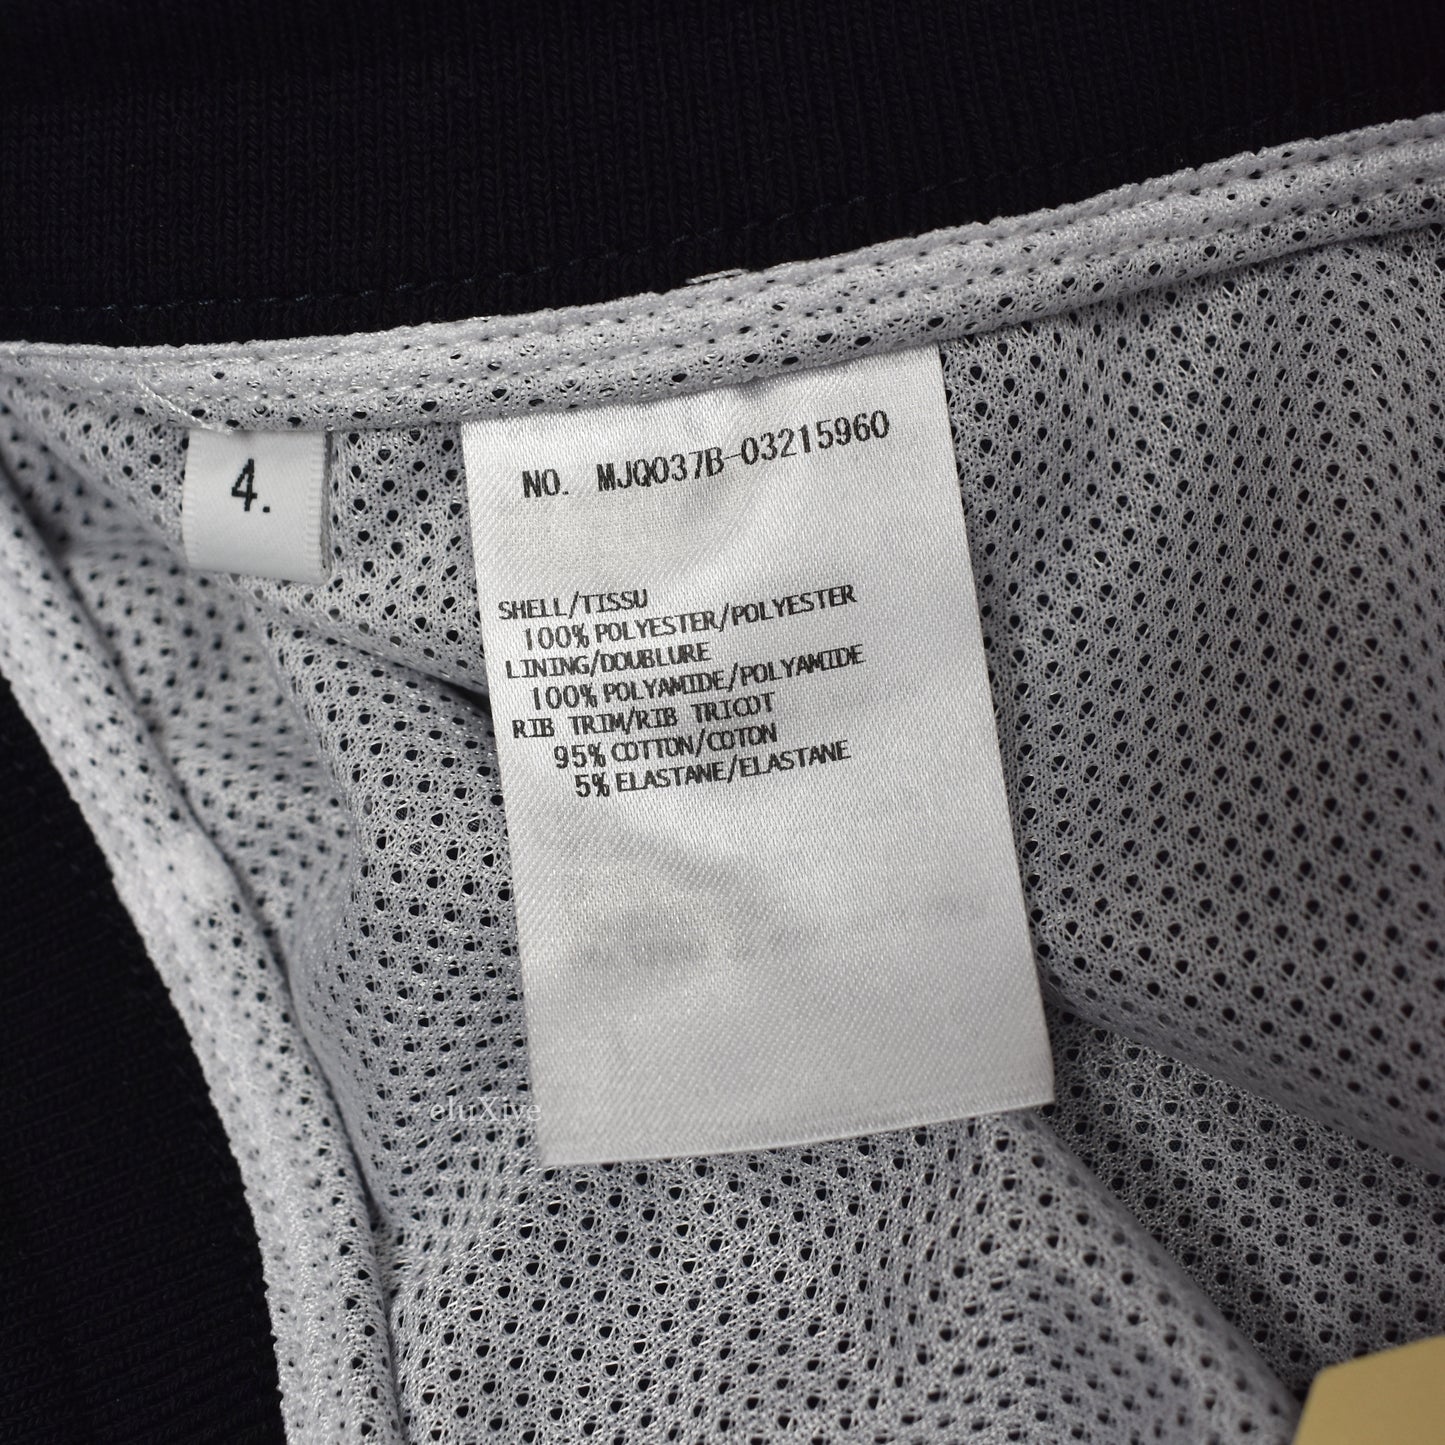 4.
NO. MJQ037B-03215960
SHELL/TISSU
100% POLYESTER/POLYESTER
LINING/DOUBLURE
100% POLYAMIDE/POLYAMIDE
RIB TRIM/RIB TRICOT
95% COTTON/COTON
5% ELASTANE/ELASTANE
eluXive